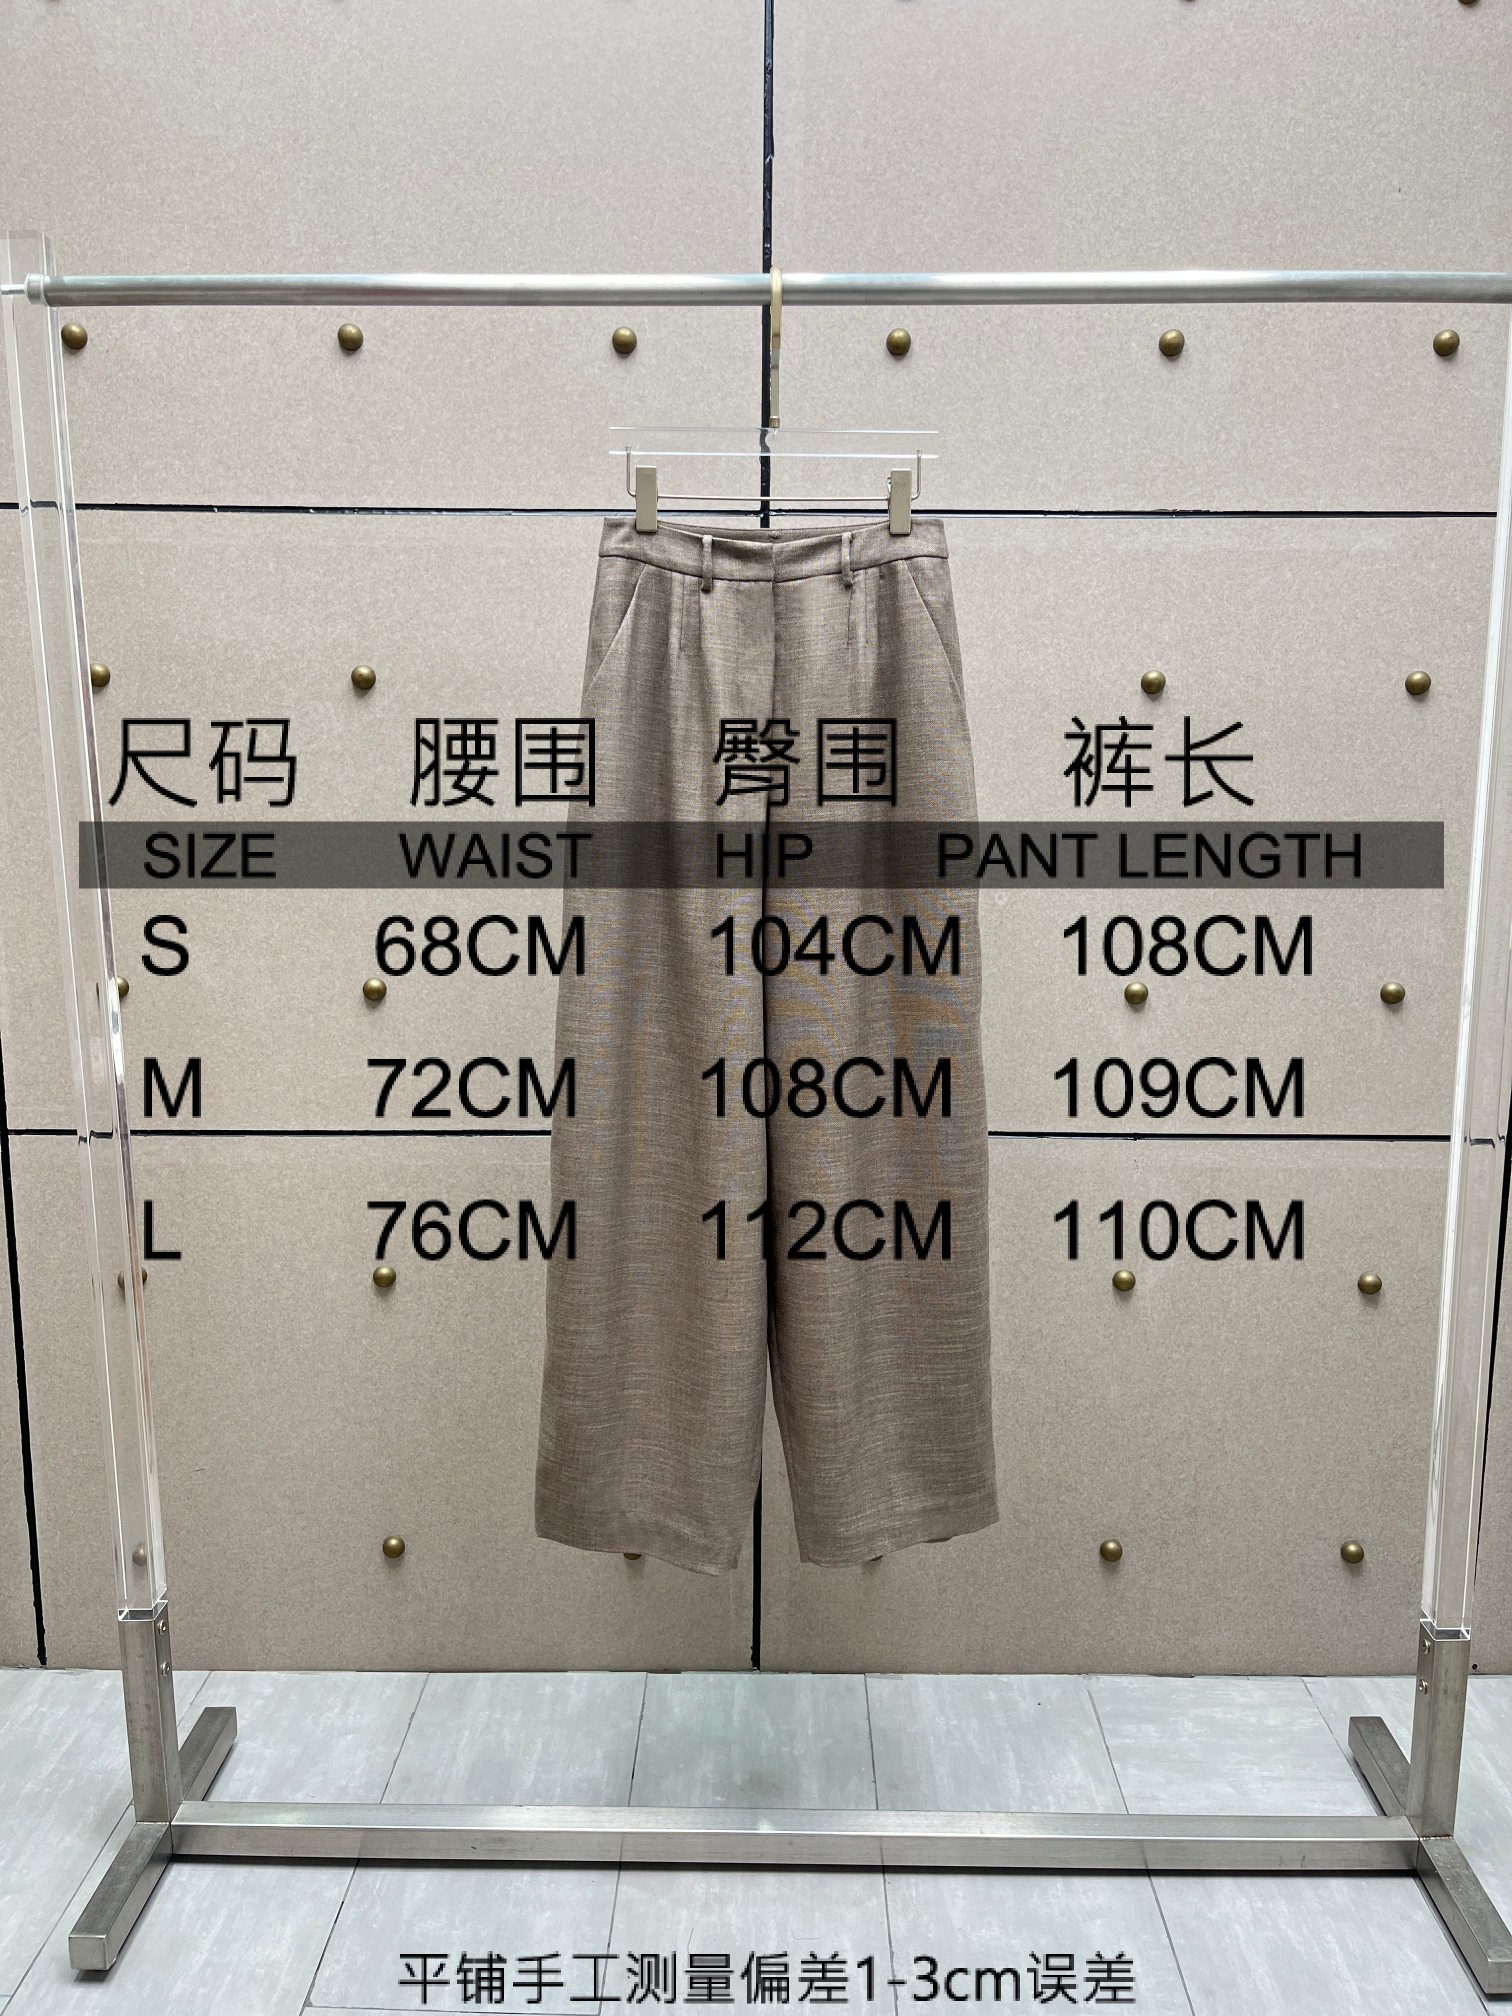 尺码 腰围 臀围 裤长
SIZE WAIST HIP PANT LENGTH
S 68CM 104CM 108CM
M 72CM 108CM 109CM
L 76CM 112CM 110CM
平铺手工测量偏差1-3cm误差